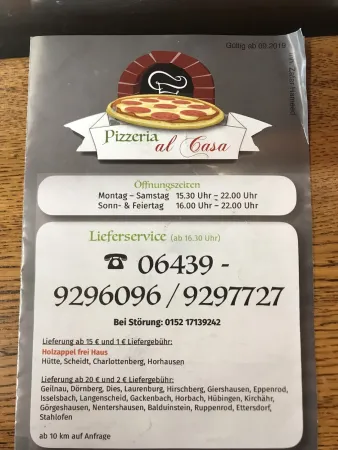 Gültig ab 09.2019
Pizzeria
al Casa
Öffnungszeiten
Montag – Samstag 15.30 Uhr – 22.00 Uhr
Sonn- & Feiertag 16.00 Uhr – 22.00 Uhr
Lieferservice (ab 16.30 Uhr)
☎ 06439 -
9296096 / 9297727
Bei Störung: 0152 17139242
Lieferung ab 15 € und 1 € Liefergebühr:
Holzappel frei Haus
Hütte, Scheidt, Charlottenberg, Horhausen
Lieferung ab 20 € und 2 € Liefergebühr:
Geilnau, Dörnberg, Dies, Laurenburg, Hirschberg, Giershausen, Eppenrod,
Isselsbach, Langenscheid, Gackenbach, Horbach, Hübingen, Kirchähr,
Görgeshausen, Nentershausen, Balduinstein, Ruppenrod, Ettersdorf,
Stahlofen
ab 10 km auf Anfrage